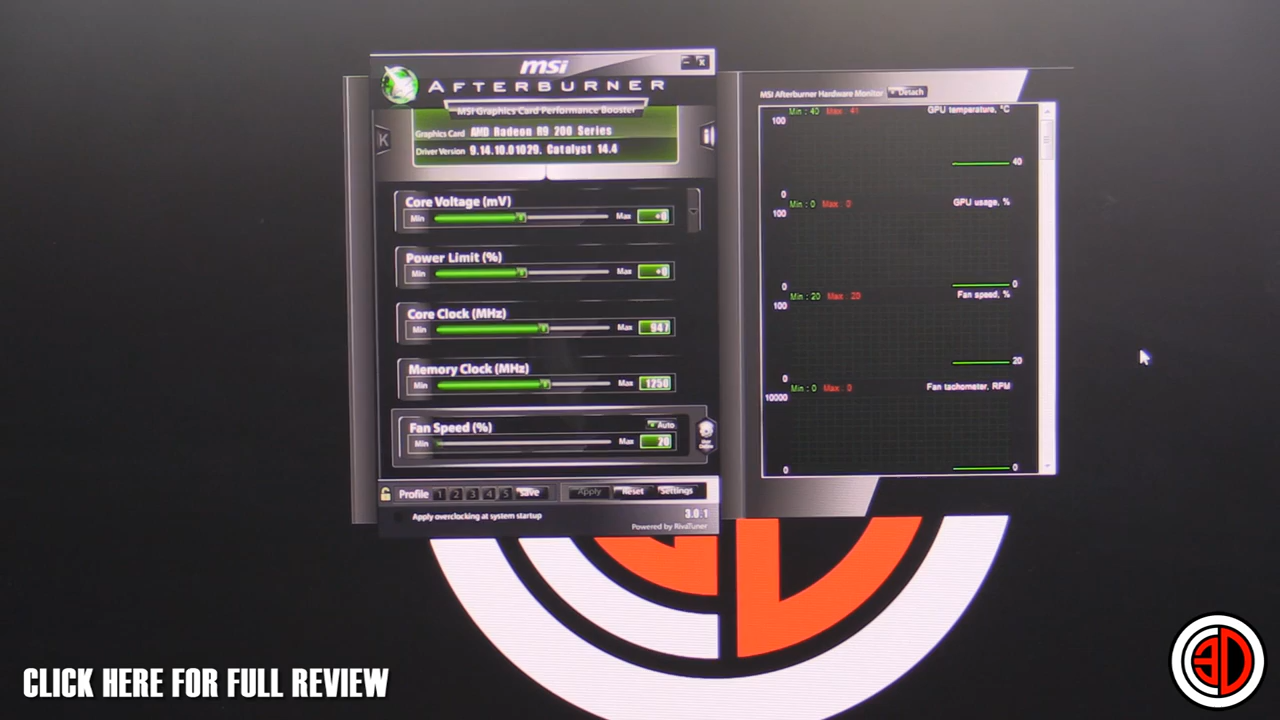 msi
AFTERBURNER
MSI Graphics Card Performance Booster
K
i
Graphics Card AMD Radeon R9 200 Series
Driver Version 9.14.10.01029, Catalyst 14.4
Core Voltage (mV)
Min Max +0
Power Limit (%)
Min Max +0
Core Clock (MHz)
Min Max 947
Memory Clock (MHz)
Min Max 1250
Fan Speed (%) Auto
Min Max 20
User Define
Profile 1 2 3 4 5 Save Apply Reset Settings
Apply overclocking at system startup
3.0.1
Powered by RivaTuner
MSI Afterburner Hardware Monitor Detach
Min : 40 Max : 41 GPU temperature, °C
100
40
0
Min : 0 Max : 0 GPU usage, %
100
0
0
Min : 20 Max : 20 Fan speed, %
100
20
0
Min : 0 Max : 0 Fan tachometer, RPM
10000
0
0
CLICK HERE FOR FULL REVIEW
3D